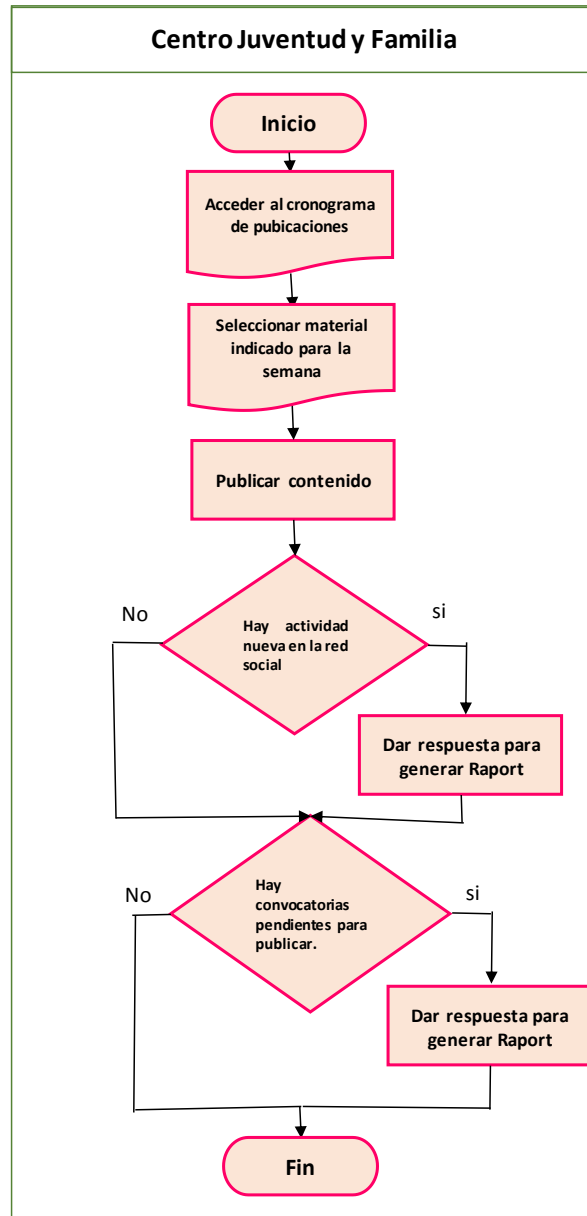 Centro Juventud y Familia
Inicio
Acceder al cronograma
de pubicaciones
Seleccionar material
indicado para la
semana
Publicar contenido
No
si
Hay actividad
nueva en la red
social
Dar respuesta para
generar Raport
No
si
Hay
convocatorias
pendientes para
publicar.
Dar respuesta para
generar Raport
Fin